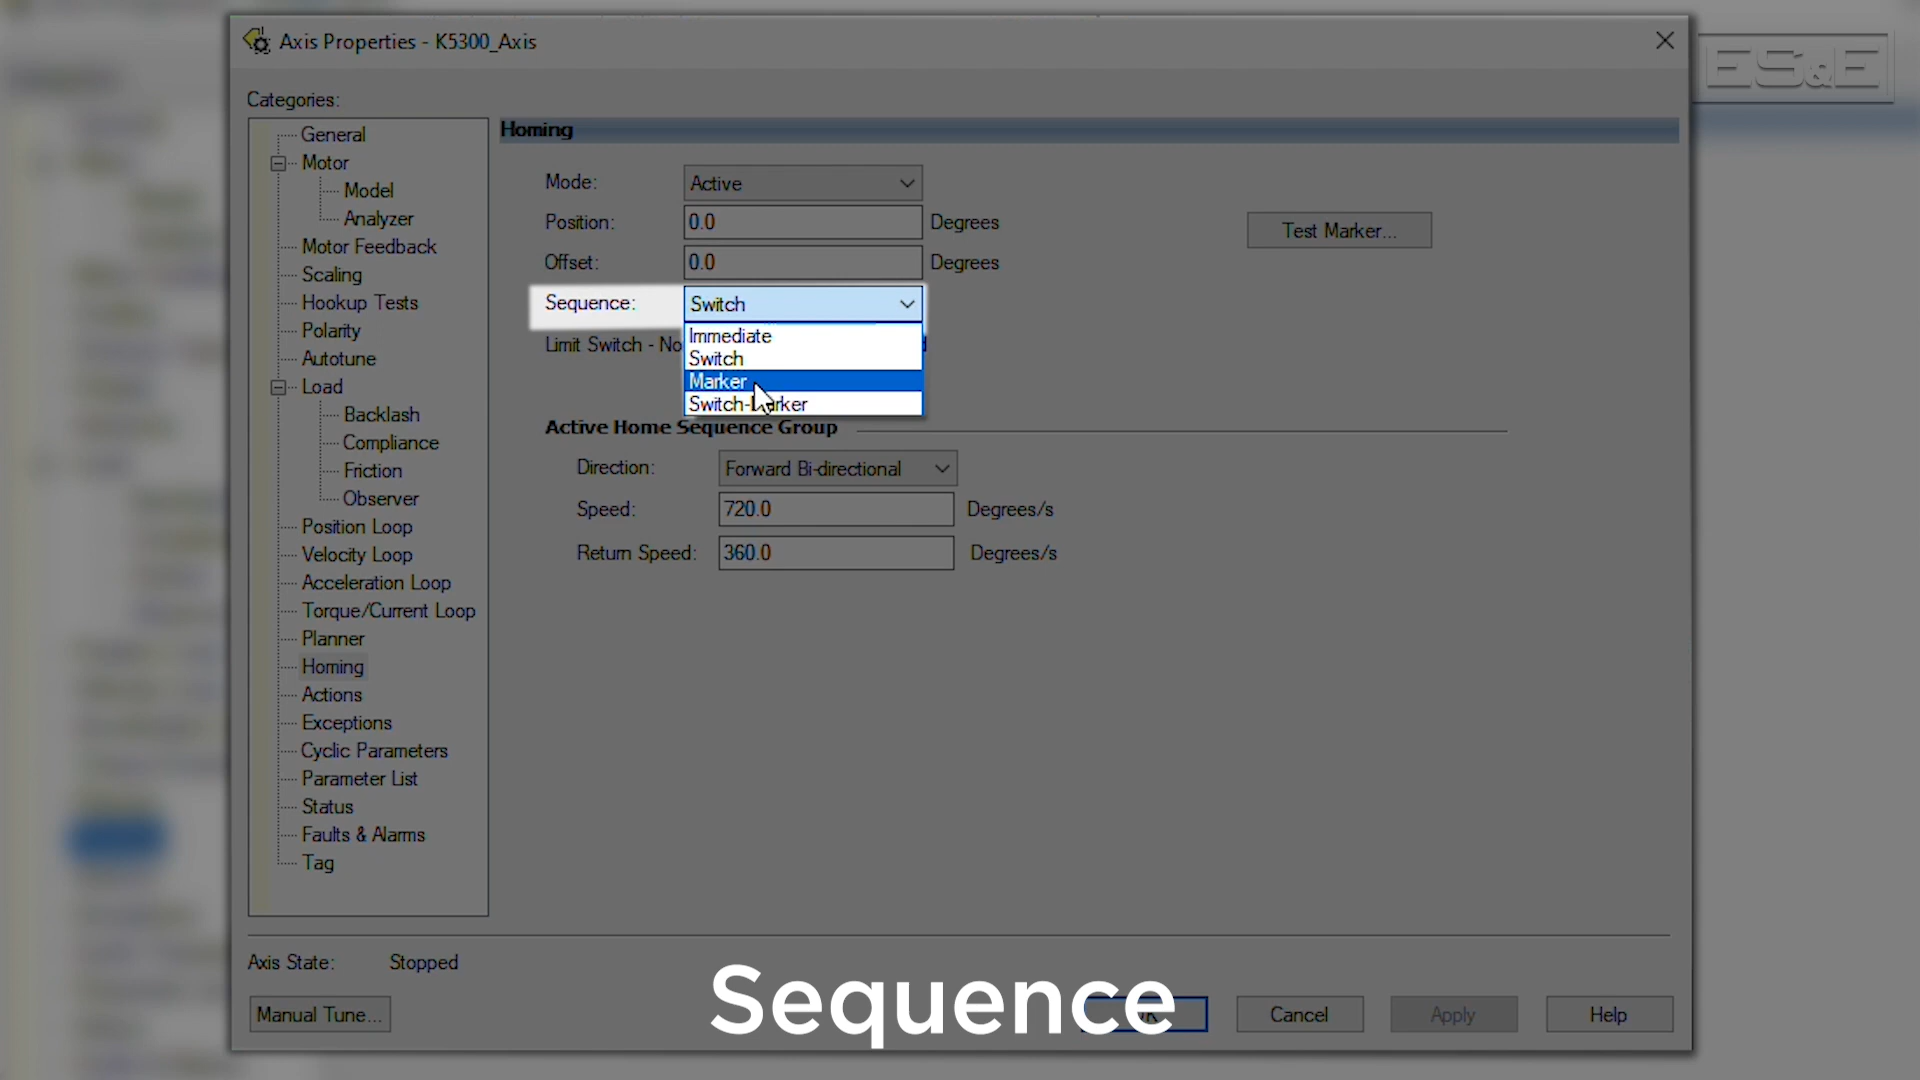 Axis Properties - K5300_Axis
ES&E
Categories:
General
Motor
Model
Analyzer
Motor Feedback
Scaling
Hookup Tests
Polarity
Autotune
Load
Backlash
Compliance
Friction
Observer
Position Loop
Velocity Loop
Acceleration Loop
Torque/Current Loop
Planner
Homing
Actions
Exceptions
Cyclic Parameters
Parameter List
Status
Faults & Alarms
Tag
Homing
Mode: Active
Position: 0.0 Degrees
Test Marker...
Offset: 0.0 Degrees
Sequence: Switch
Immediate
Limit Switch - No
Switch
Marker
Switch-Marker
Active Home Sequence Group
Direction: Forward Bi-directional
Speed: 720.0 Degrees/s
Return Speed: 360.0 Degrees/s
Axis State: Stopped
Manual Tune...
Sequence
Cancel
Apply
Help